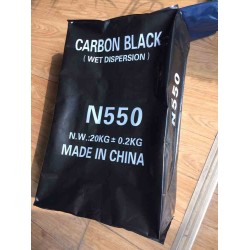 CARBON BLACK
( WET DISPERSION )
N550
N.W.:20KG ± 0.2KG
MADE IN CHINA
N550